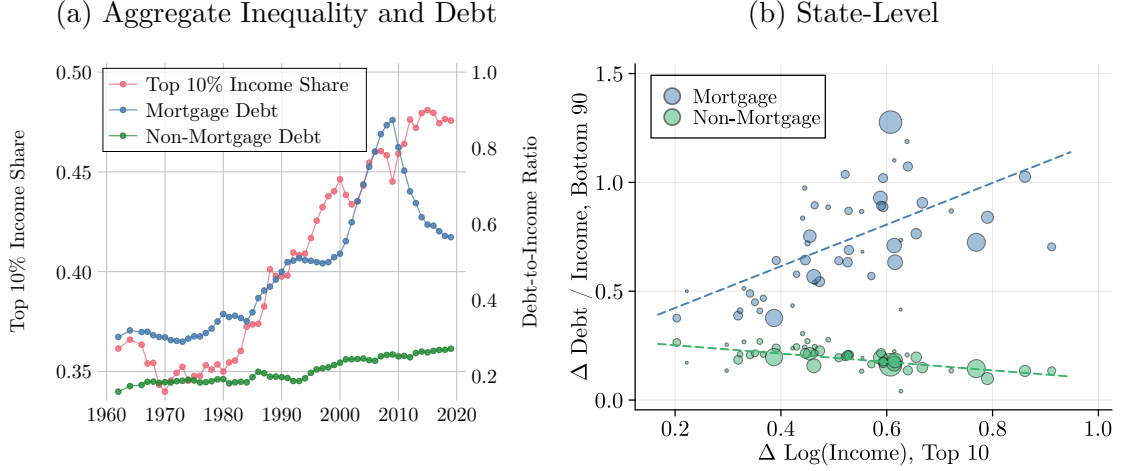 (a) Aggregate Inequality and Debt
Top 10% Income Share
0.50
0.45
0.40
0.35
Top 10% Income Share
Mortgage Debt
Non-Mortgage Debt
1.0
0.8
0.6
0.4
0.2
Debt-to-Income Ratio
1960 1970 1980 1990 2000 2010 2020
(b) State-Level
Δ Debt / Income, Bottom 90
1.5
1.0
0.5
0.0
Mortgage
Non-Mortgage
0.2 0.4 0.6 0.8 1.0
Δ Log(Income), Top 10